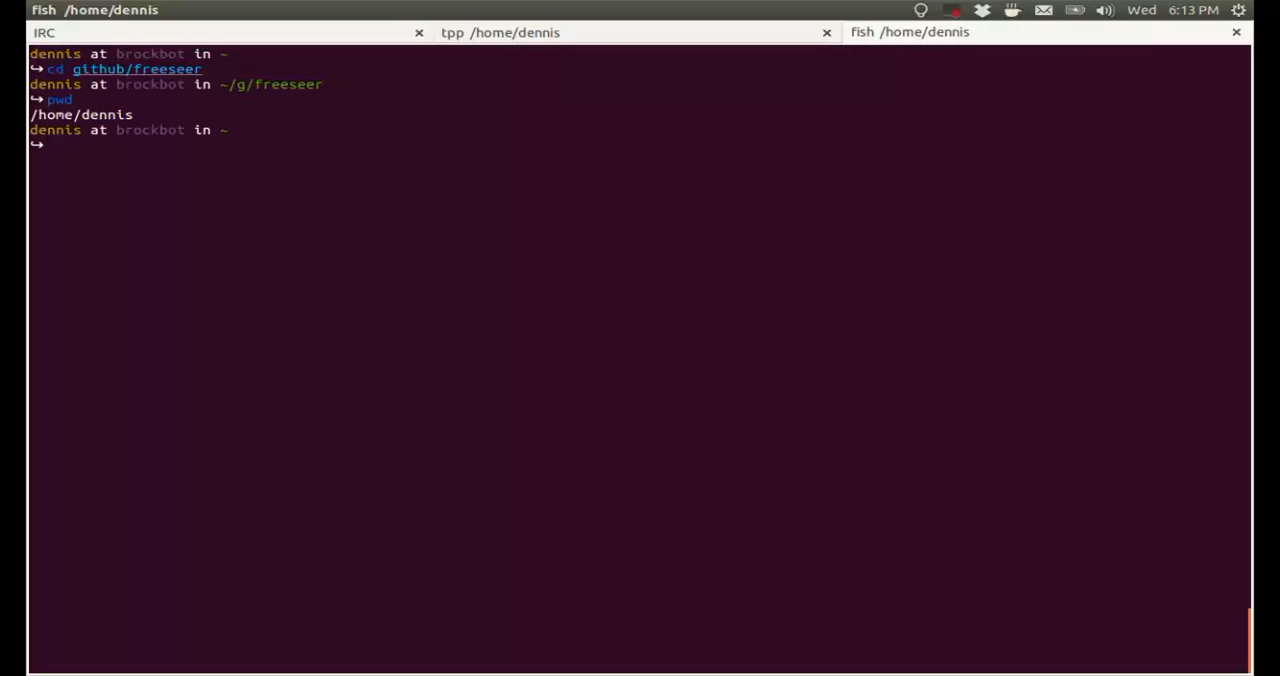 fish /home/dennis
Wed 6:13 PM
IRC
tpp /home/dennis
fish /home/dennis
dennis at brockbot in ~
↪ cd github/freeseer
dennis at brockbot in ~/g/freeseer
↪ pwd
/home/dennis
dennis at brockbot in ~
↪